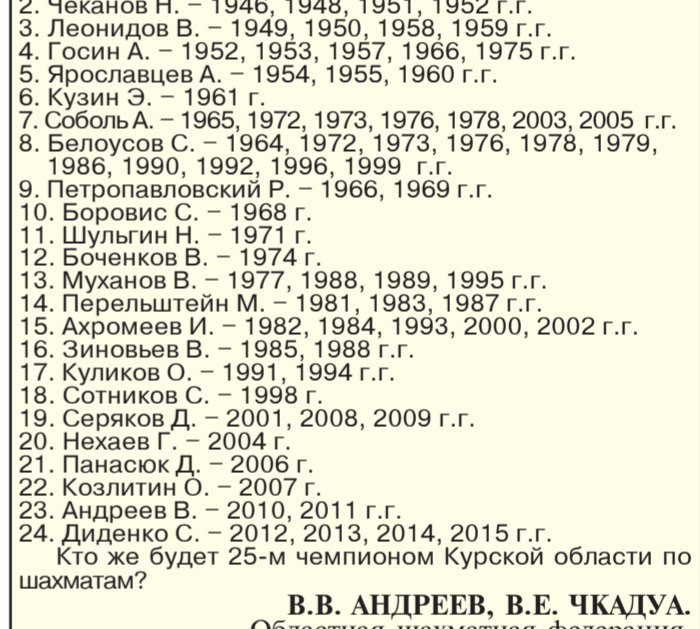 2. Чеканов Н. – 1946, 1948, 1951, 1952 г.г.
3. Леонидов В. – 1949, 1950, 1958, 1959 г.г.
4. Госин А. – 1952, 1953, 1957, 1966, 1975 г.г.
5. Ярославцев А. – 1954, 1955, 1960 г.г.
6. Кузин Э. – 1961 г.
7. Соболь А. – 1965, 1972, 1973, 1976, 1978, 2003, 2005 г.г.
8. Белоусов С. – 1964, 1972, 1973, 1976, 1978, 1979,
1986, 1990, 1992, 1996, 1999 г.г.
9. Петропавловский Р. – 1966, 1969 г.г.
10. Боровис С. – 1968 г.
11. Шульгин Н. – 1971 г.
12. Боченков В. – 1974 г.
13. Муханов В. – 1977, 1988, 1989, 1995 г.г.
14. Перельштейн М. – 1981, 1983, 1987 г.г.
15. Ахромеев И. – 1982, 1984, 1993, 2000, 2002 г.г.
16. Зиновьев В. – 1985, 1988 г.г.
17. Куликов О. – 1991, 1994 г.г.
18. Сотников С. – 1998 г.
19. Серяков Д. – 2001, 2008, 2009 г.г.
20. Нехаев Г. – 2004 г.
21. Панасюк Д. – 2006 г.
22. Козлитин О. – 2007 г.
23. Андреев В. – 2010, 2011 г.г.
24. Диденко С. – 2012, 2013, 2014, 2015 г.г.
Кто же будет 25-м чемпионом Курской области по
шахматам?
В.В. АНДРЕЕВ, В.Е. ЧКАДУА.
Областная шахматная федерация.